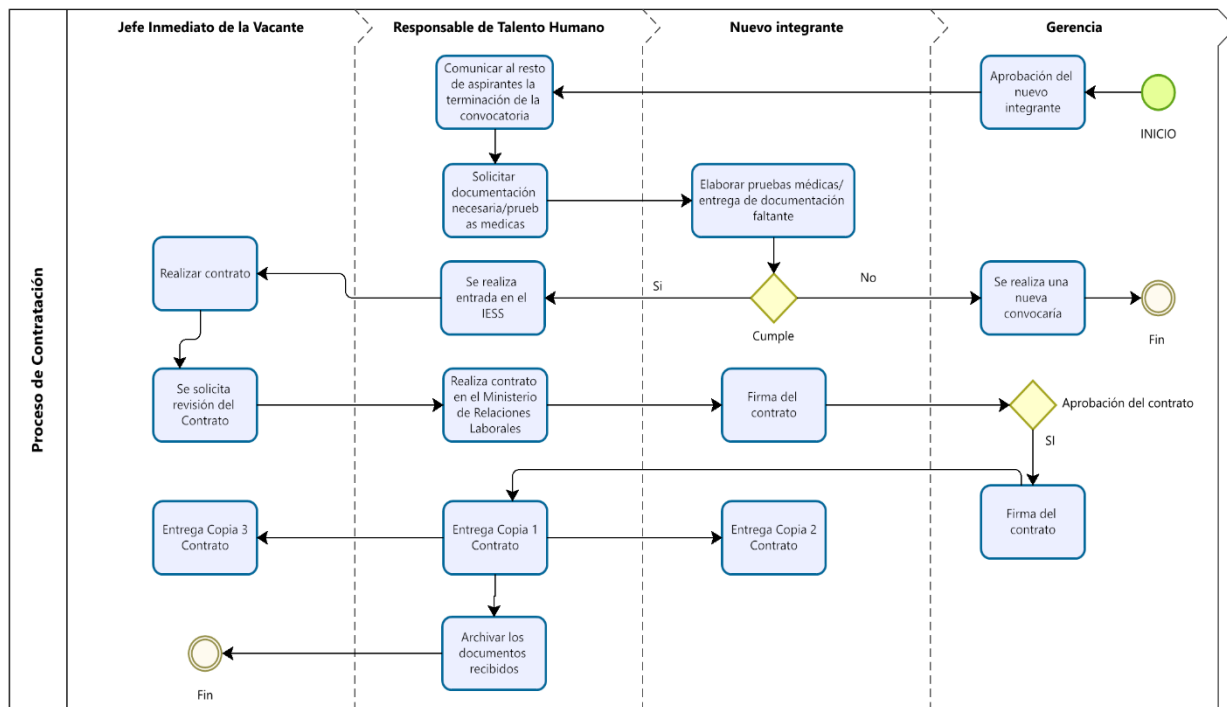 Proceso de Contratación
Jefe Inmediato de la Vacante
Responsable de Talento Humano
Nuevo integrante
Gerencia
Comunicar al resto
de aspirantes la
terminación de la
convocatoria
Aprobación del
nuevo
integrante
INICIO
Solicitar
documentación
necesaria/prueb
as medicas
Elaborar pruebas médicas/
entrega de documentación
faltante
Realizar contrato
Se realiza
entrada en el
IESS
Si
Cumple
No
Se realiza una
nueva
convocaría
Fin
Se solicita
revisión del
Contrato
Realiza contrato
en el Ministerio
de Relaciones
Laborales
Firma del
contrato
Aprobación del contrato
SI
Firma del
contrato
Entrega Copia 3
Contrato
Entrega Copia 1
Contrato
Entrega Copia 2
Contrato
Archivar los
documentos
recibidos
Fin